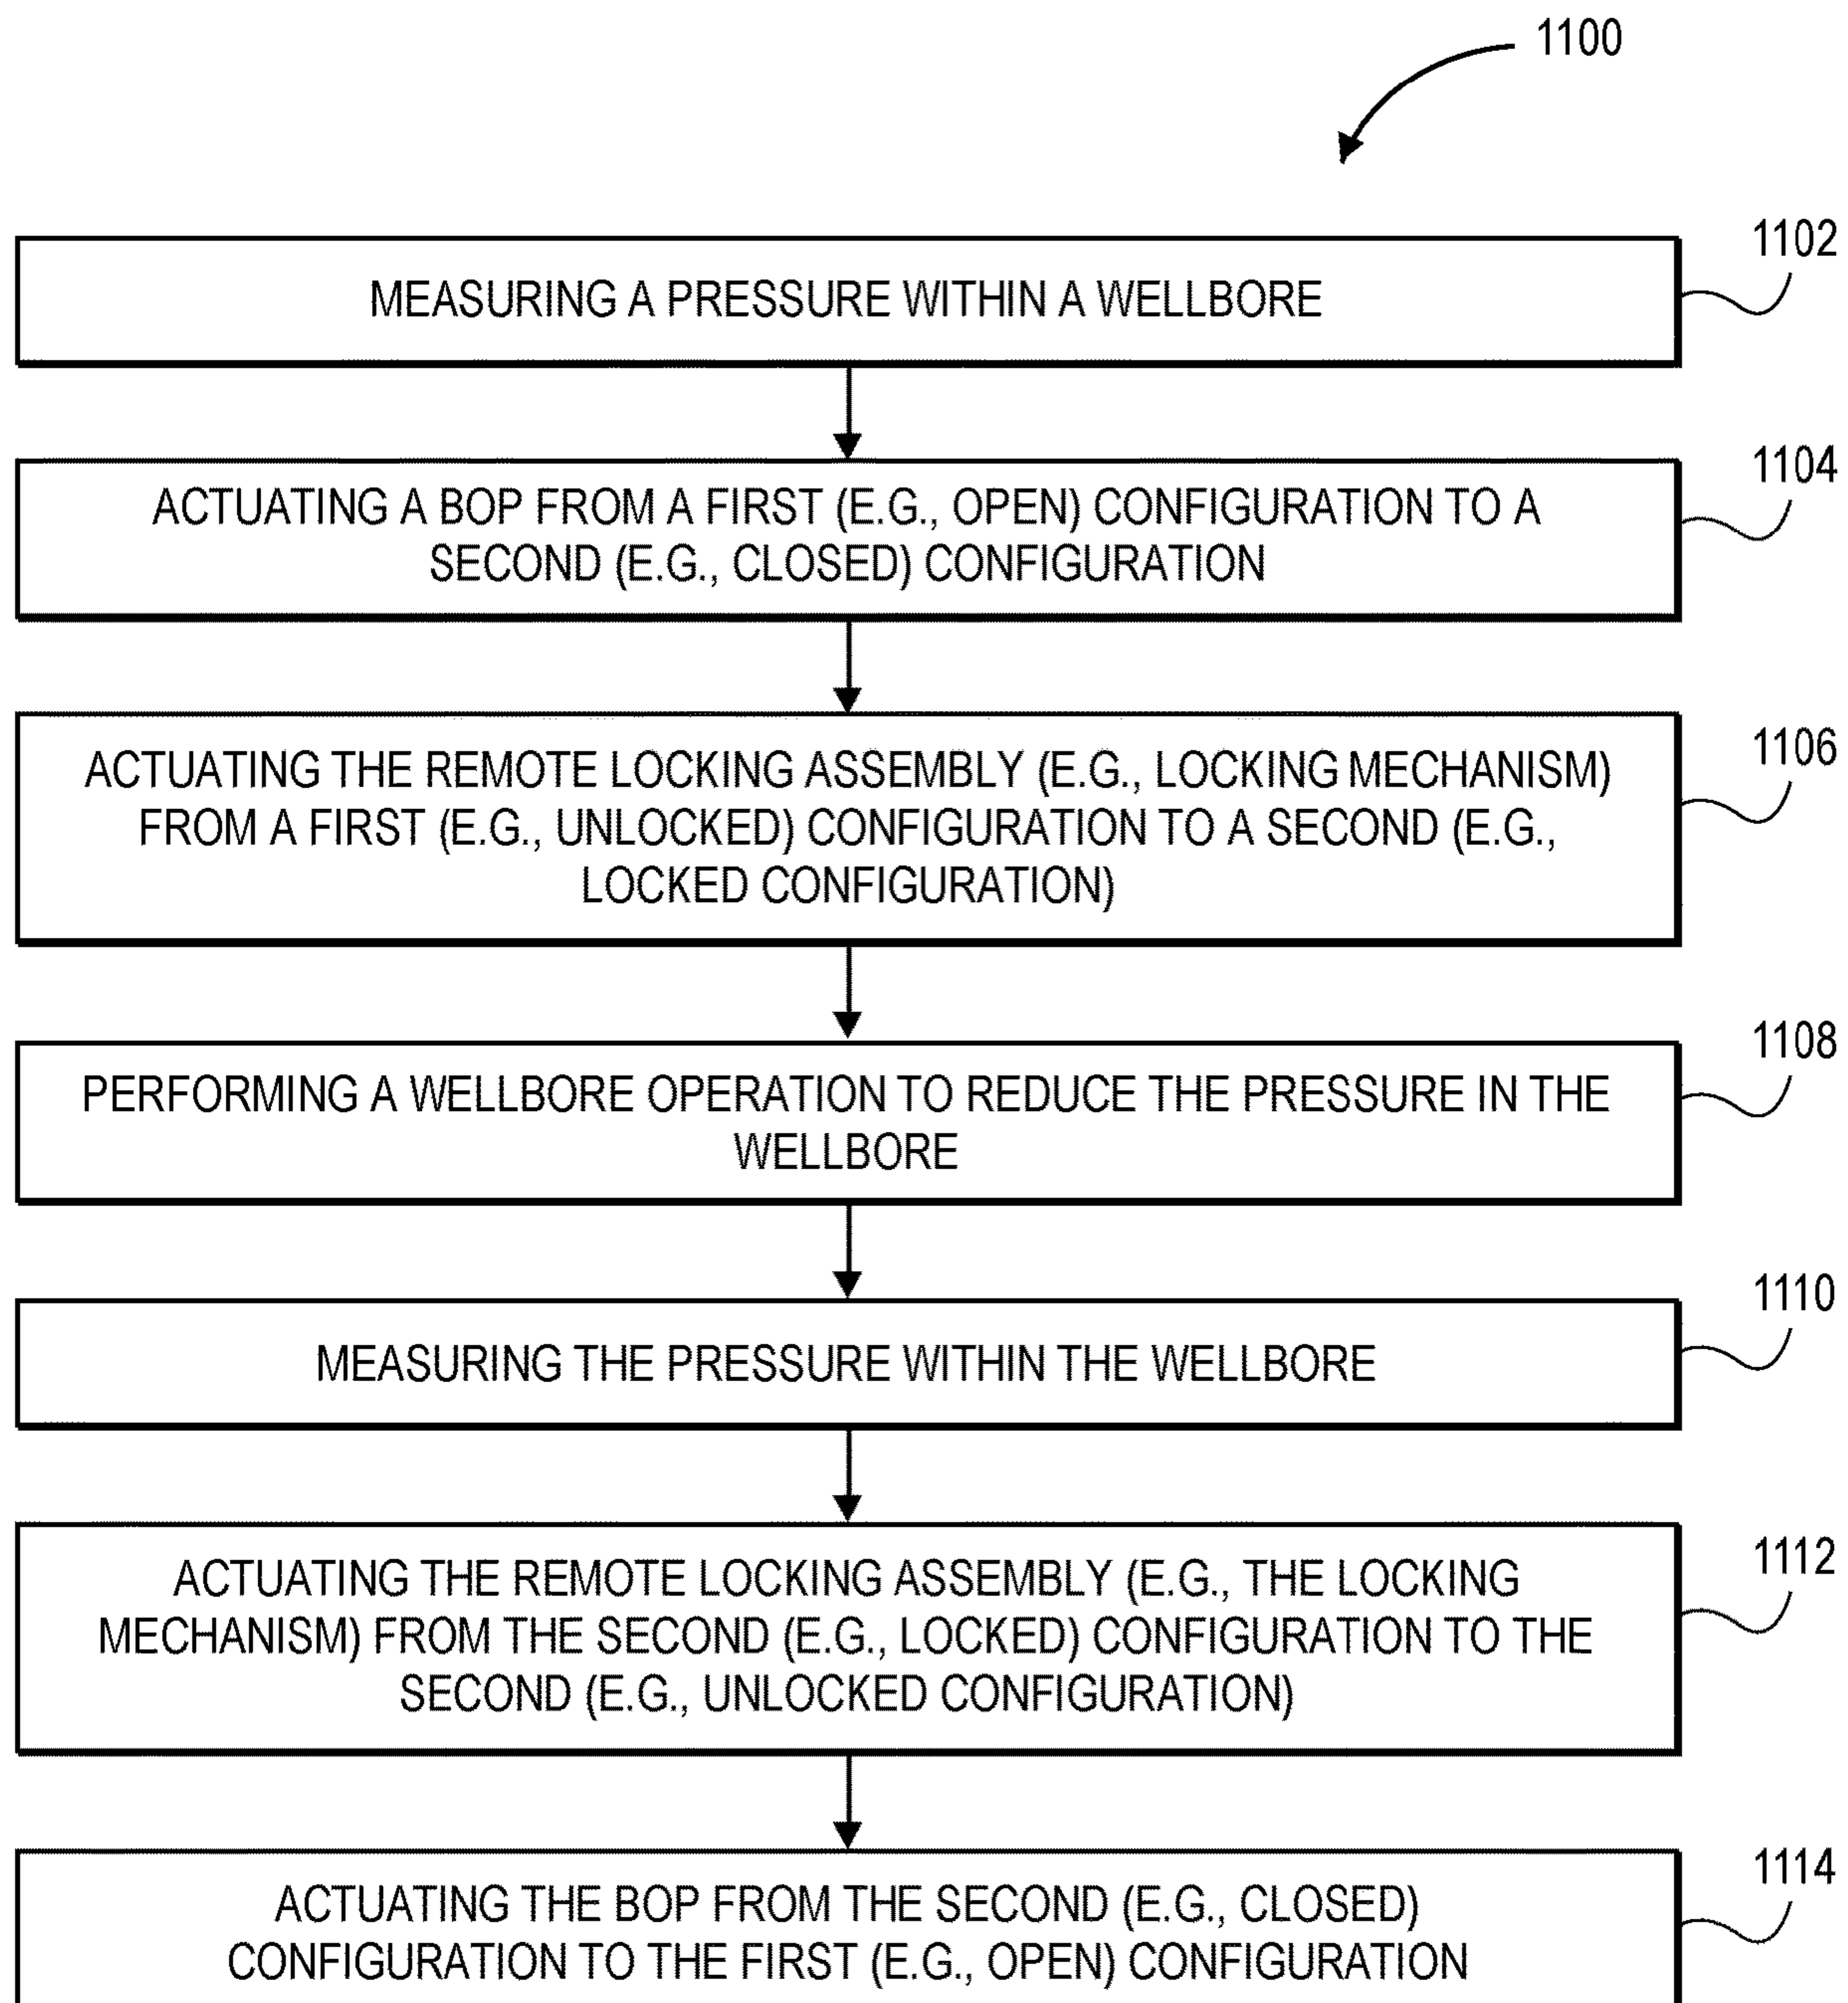 1100
1102
MEASURING A PRESSURE WITHIN A WELLBORE
1104
ACTUATING A BOP FROM A FIRST (E.G., OPEN) CONFIGURATION TO A
SECOND (E.G., CLOSED) CONFIGURATION
1106
ACTUATING THE REMOTE LOCKING ASSEMBLY (E.G., LOCKING MECHANISM)
FROM A FIRST (E.G., UNLOCKED) CONFIGURATION TO A SECOND (E.G.,
LOCKED CONFIGURATION)
1108
PERFORMING A WELLBORE OPERATION TO REDUCE THE PRESSURE IN THE
WELLBORE
1110
MEASURING THE PRESSURE WITHIN THE WELLBORE
1112
ACTUATING THE REMOTE LOCKING ASSEMBLY (E.G., THE LOCKING
MECHANISM) FROM THE SECOND (E.G., LOCKED) CONFIGURATION TO THE
SECOND (E.G., UNLOCKED CONFIGURATION)
1114
ACTUATING THE BOP FROM THE SECOND (E.G., CLOSED)
CONFIGURATION TO THE FIRST (E.G., OPEN) CONFIGURATION